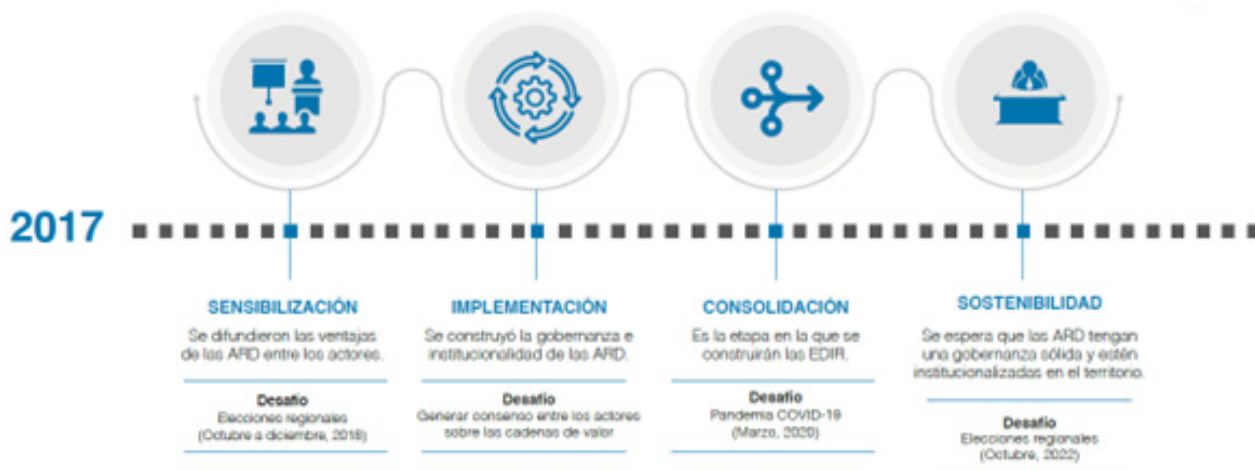 2017
SENSIBILIZACIÓN
Se difundieron las ventajas
de las ARD entre los actores.
Desafío
Elecciones regionales
(Octubre a diciembre, 2018)
IMPLEMENTACIÓN
Se construyó la gobernanza e
institucionalidad de las ARD.
Desafío
Generar consenso entre los actores
sobre las cadenas de valor
CONSOLIDACIÓN
Es la etapa en la que se
construirán las EDIR.
Desafío
Pandemia COVID-19
(Marzo, 2020)
SOSTENIBILIDAD
Se espera que las ARD tengan
una gobernanza sólida y estén
institucionalizadas en el territorio.
Desafío
Elecciones regionales
(Octubre, 2022)